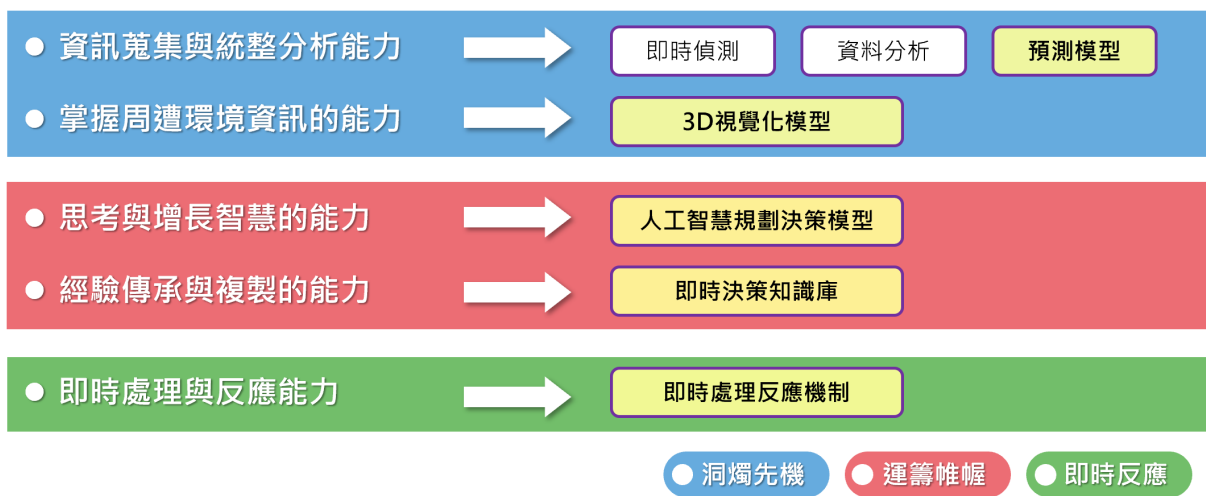 資訊蒐集與統整分析能力 即時偵測 資料分析 預測模型
掌握周遭環境資訊的能力 3D視覺化模型
思考與增長智慧的能力 人工智慧規劃決策模型
經驗傳承與複製的能力 即時決策知識庫
即時處理與反應能力 即時處理反應機制
洞燭先機 運籌帷幄 即時反應